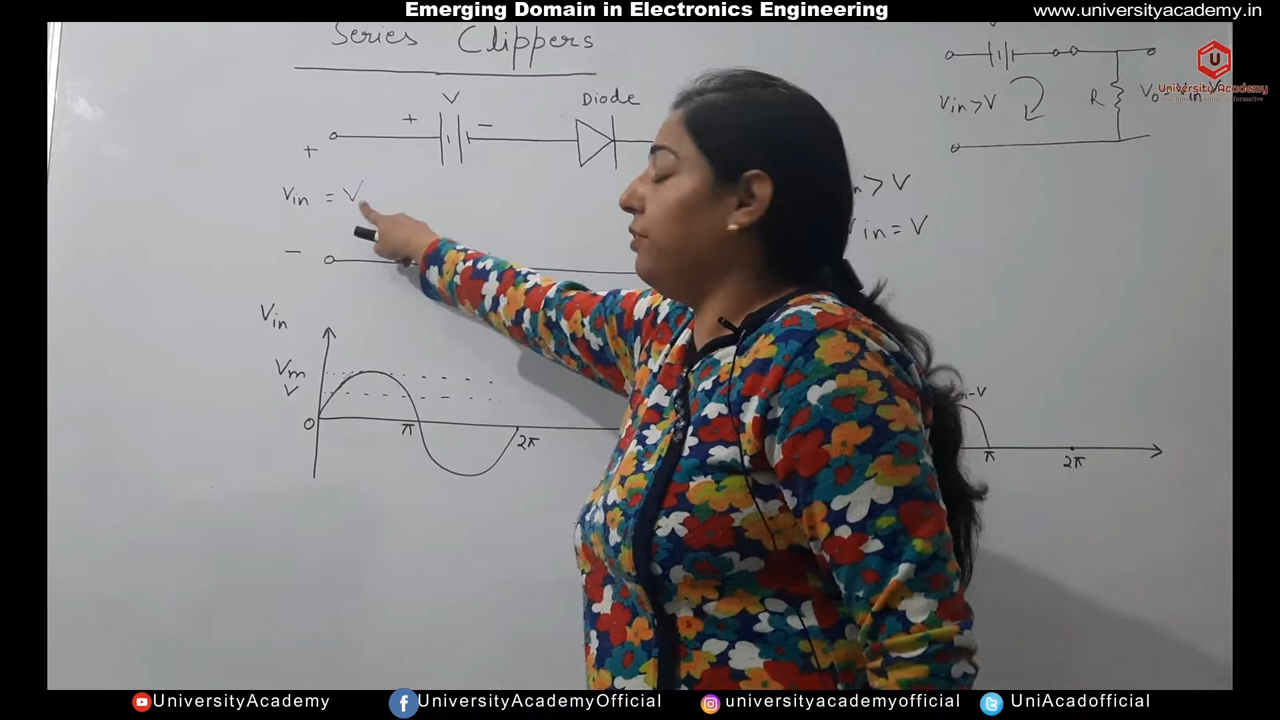 Emerging Domain in Electronics Engineering
www.universityacademy.in
Series Clippers
V
Diode
+
-
+
Vin = V
-
Vin > V
R
University Academy
n > V
Vin = V
Vin
Vm
V
0
π
2π
n-V
π
2π
UniversityAcademy
UniversityAcademyOfficial
universityacademyofficial
UniAcadofficial